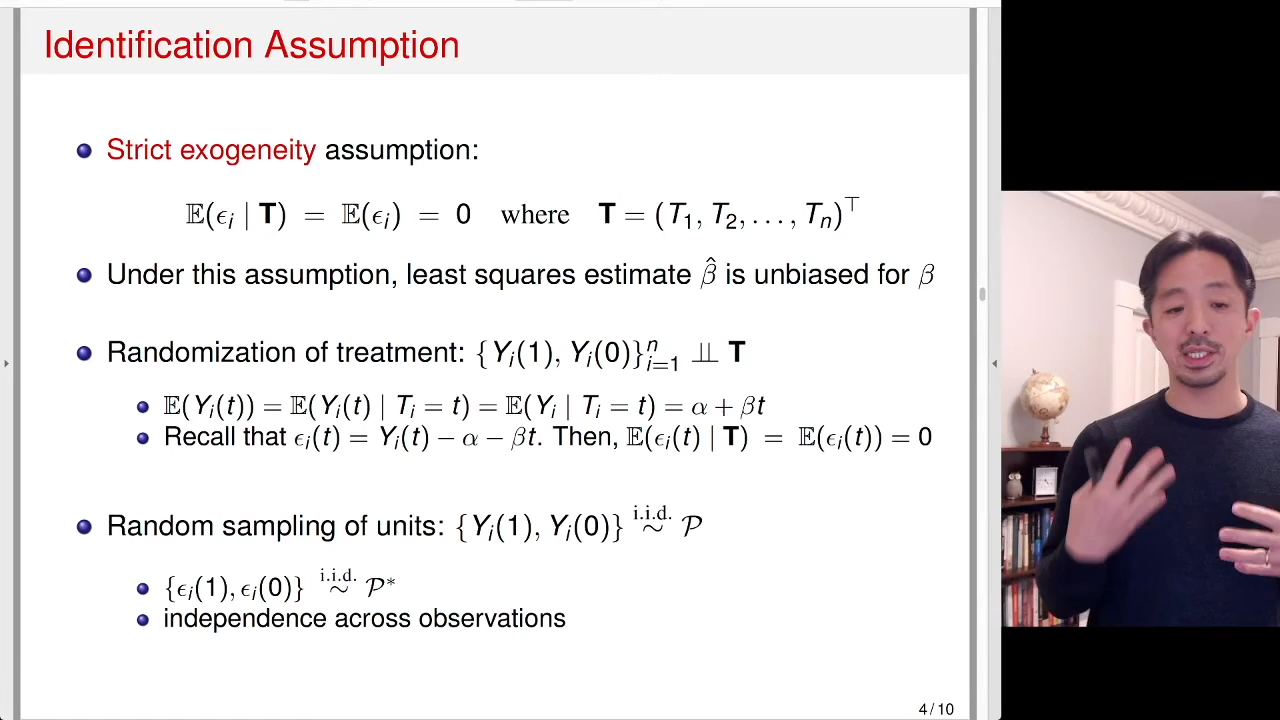 Identification Assumption
Strict exogeneity assumption:
𝔼(ϵᵢ | T) = 𝔼(ϵᵢ) = 0 where T = (T₁, T₂, . . . , Tₙ)⊤
Under this assumption, least squares estimate β̂ is unbiased for β
Randomization of treatment: {Yᵢ(1), Yᵢ(0)}ⁿᵢ₌₁ ⫫ T
𝔼(Yᵢ(t)) = 𝔼(Yᵢ(t) | Tᵢ = t) = 𝔼(Yᵢ | Tᵢ = t) = α + βt
Recall that ϵᵢ(t) = Yᵢ(t) − α − βt. Then, 𝔼(ϵᵢ(t) | T) = 𝔼(ϵᵢ(t)) = 0
Random sampling of units: {Yᵢ(1), Yᵢ(0)} i.i.d. ∼ 𝒫
{ϵᵢ(1), ϵᵢ(0)} i.i.d. ∼ 𝒫*
independence across observations
4 / 10